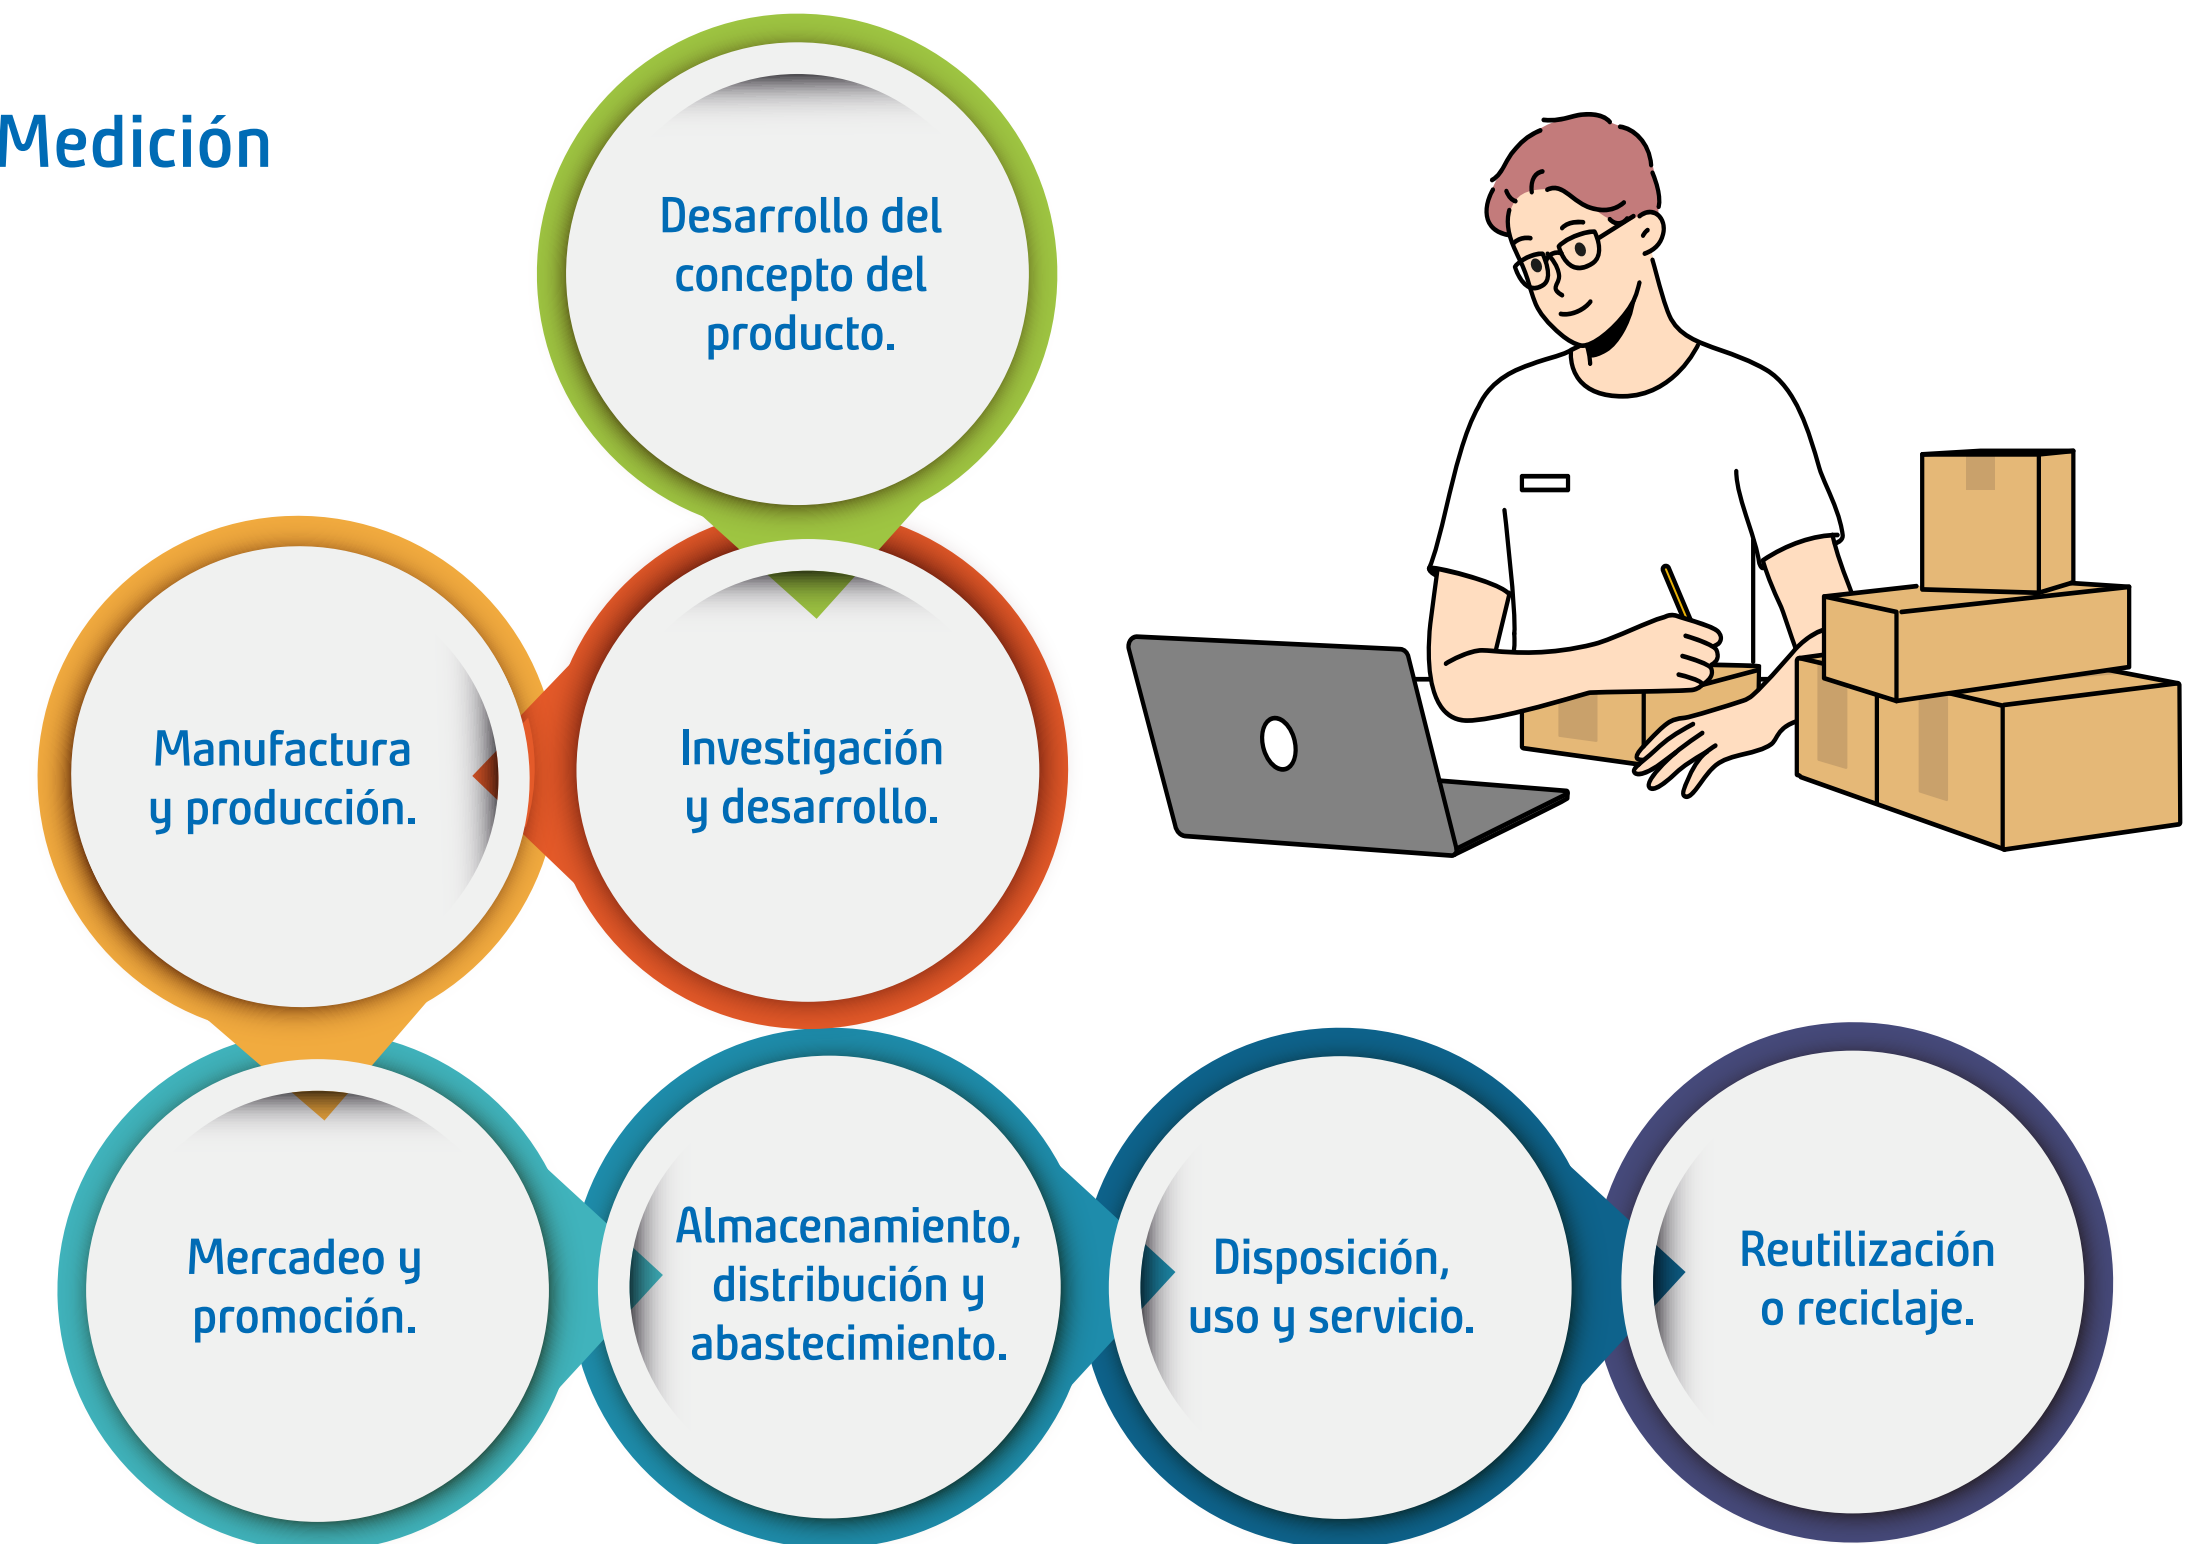 Medición
Desarrollo del
concepto del
producto.
Investigación
y desarrollo.
Manufactura
y producción.
Mercadeo y
promoción.
Almacenamiento,
distribución y
abastecimiento.
Disposición,
uso y servicio.
Reutilización
o reciclaje.